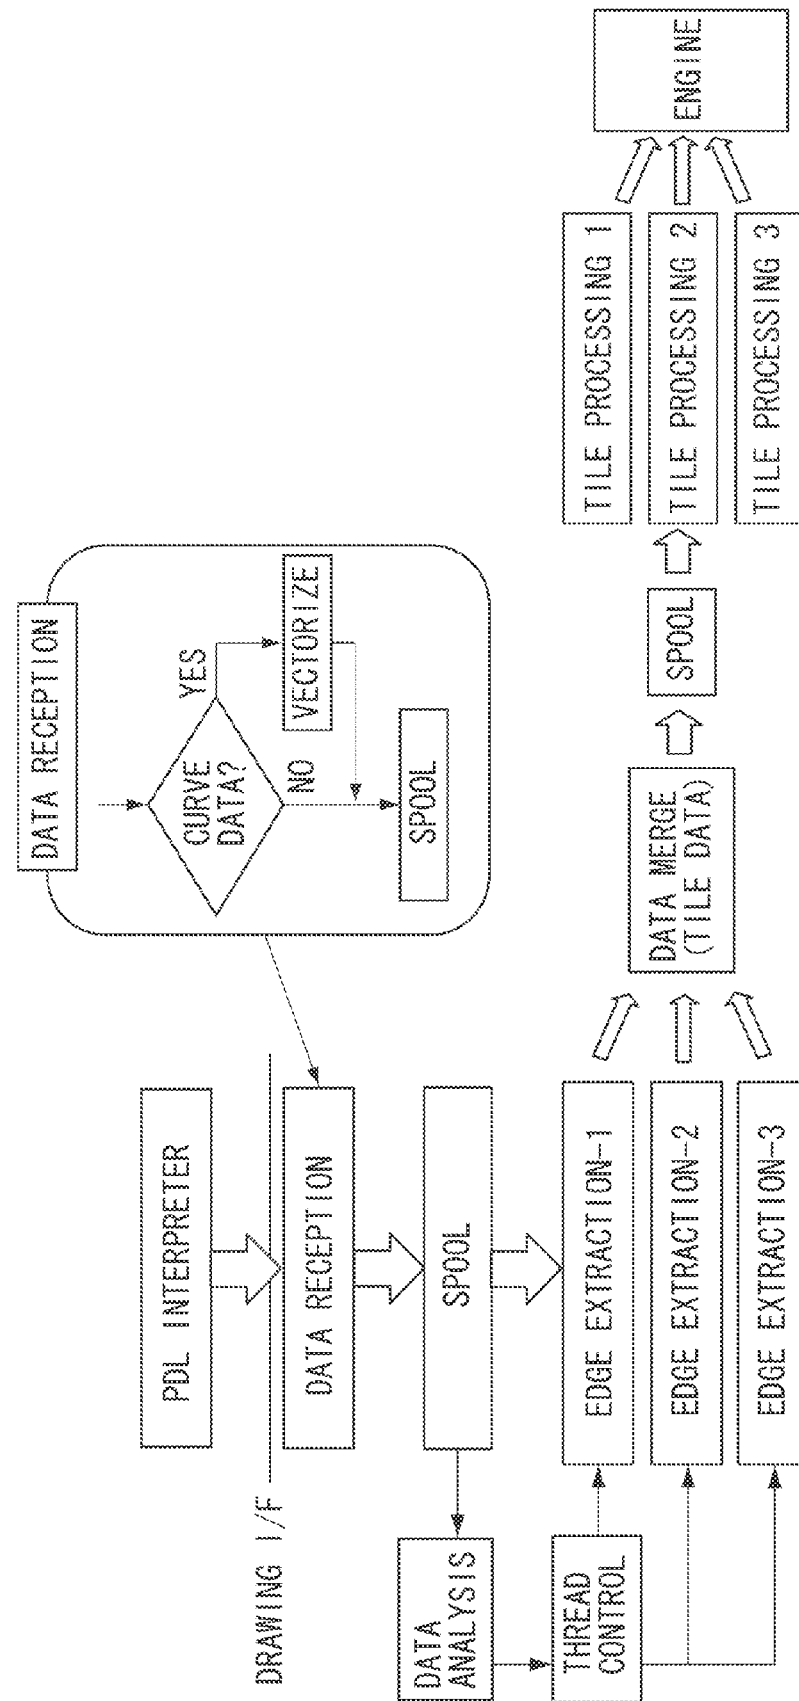 PDL INTERPRETER
DRAWING I/F
DATA RECEPTION
SPOOL
DATA
ANALYSIS
THREAD
CONTROL
EDGE EXTRACTION-1
EDGE EXTRACTION-2
EDGE EXTRACTION-3
DATA RECEPTION
CURVE
DATA?
YES
NO
VECTORIZE
SPOOL
DATA MERGE
(TILE DATA)
SPOOL
TILE PROCESSING 1
TILE PROCESSING 2
TILE PROCESSING 3
ENGINE